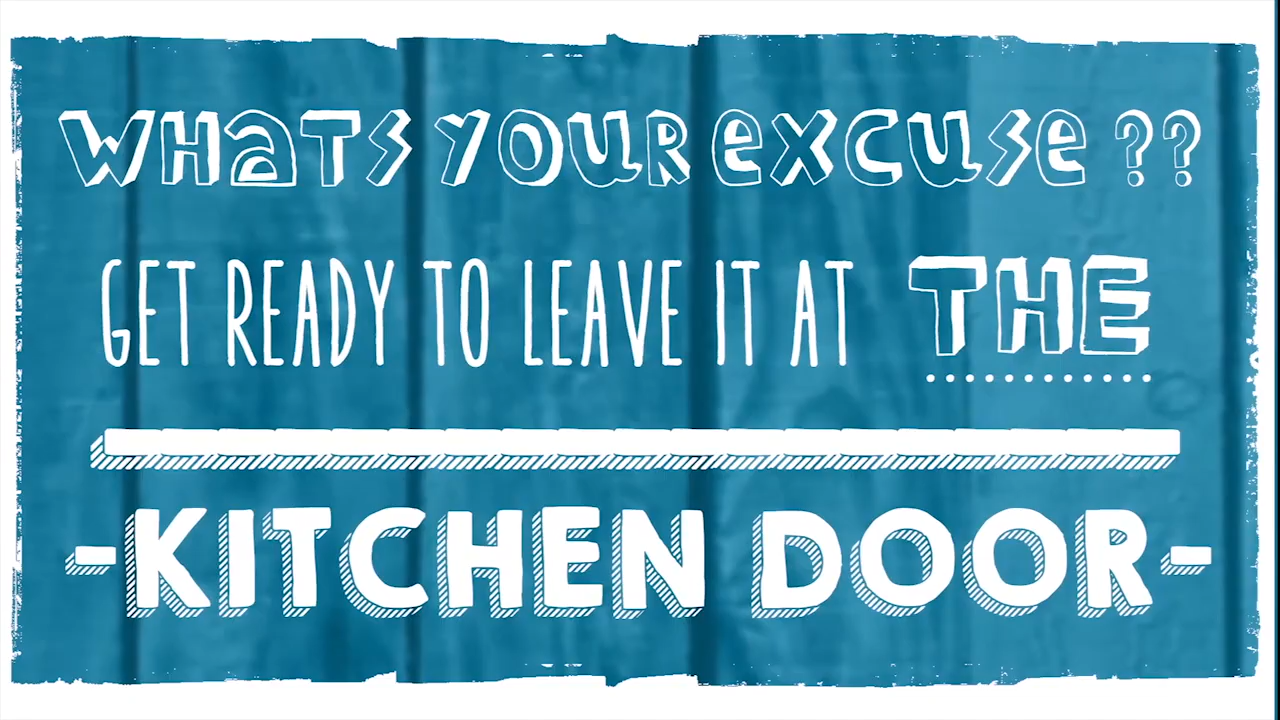 WHaTS YOUR eXCUSe ??
GET READY TO LEAVE IT AT THE
-KITCHEN DOOR-